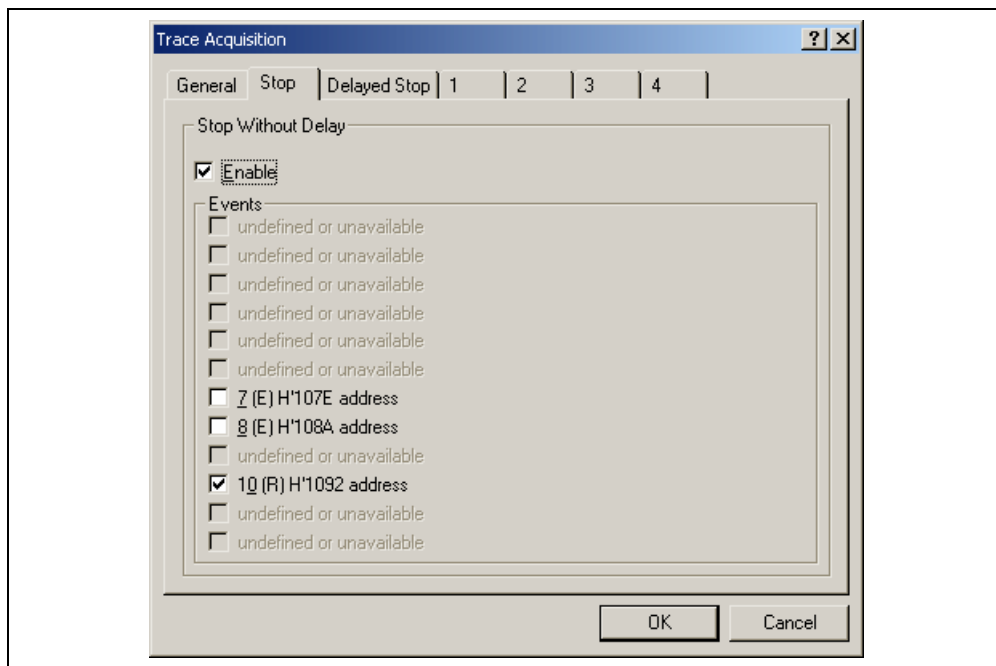 Trace Acquisition
General Stop Delayed Stop 1 2 3 4
Stop Without Delay
Enable
Events
undefined or unavailable
undefined or unavailable
undefined or unavailable
undefined or unavailable
undefined or unavailable
undefined or unavailable
7 (E) H'107E address
8 (E) H'108A address
undefined or unavailable
10 (R) H'1092 address
undefined or unavailable
undefined or unavailable
OK Cancel